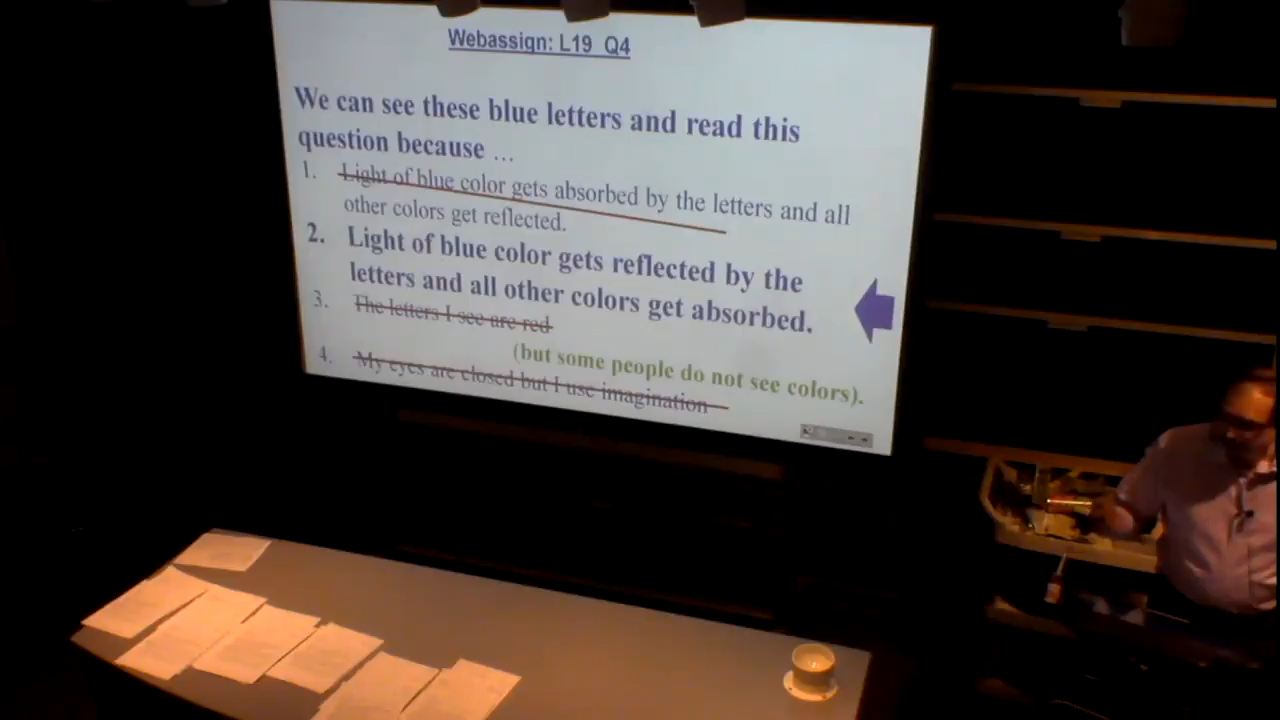 Webassign: L19 Q4
We can see these blue letters and read this
question because ...
1. Light of blue color gets absorbed by the letters and all
other colors get reflected.
2. Light of blue color gets reflected by the
letters and all other colors get absorbed.
3. The letters I see are red
(but some people do not see colors).
4. My eyes are closed but I use imagination